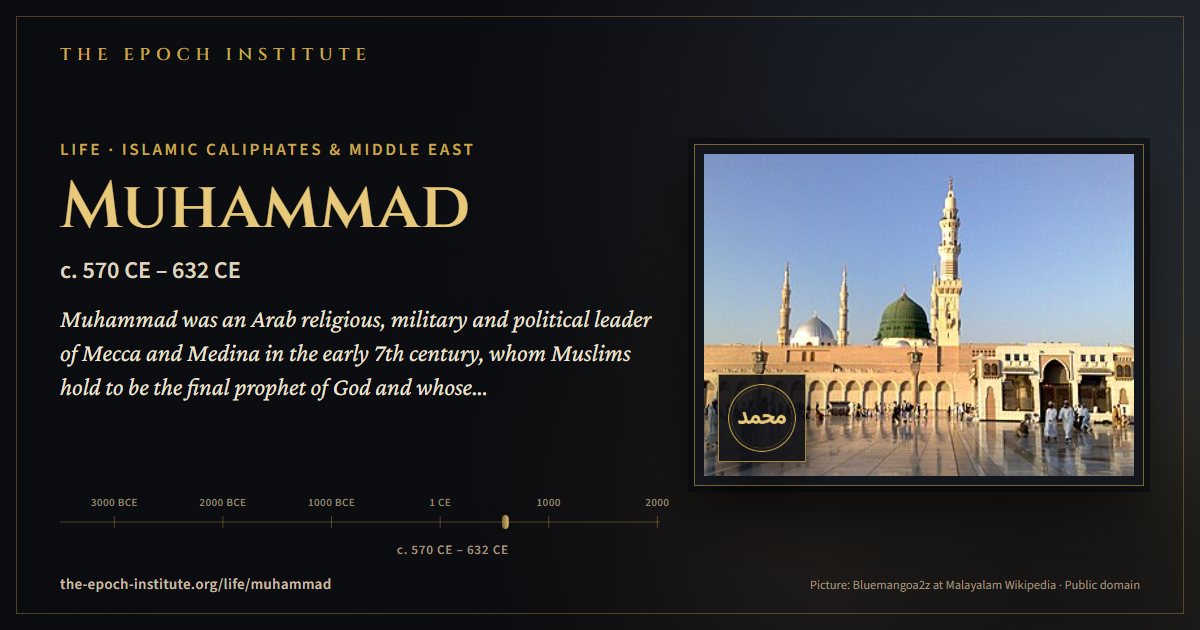 THE EPOCH INSTITUTE
LIFE · ISLAMIC CALIPHATES & MIDDLE EAST
MUHAMMAD
c. 570 CE – 632 CE
Muhammad was an Arab religious, military and political leader
of Mecca and Medina in the early 7th century, whom Muslims
hold to be the final prophet of God and whose...
محمد
3000 BCE 2000 BCE 1000 BCE 1 CE 1000 2000
c. 570 CE – 632 CE
the-epoch-institute.org/life/muhammad
Picture: Bluemangoa2z at Malayalam Wikipedia · Public domain